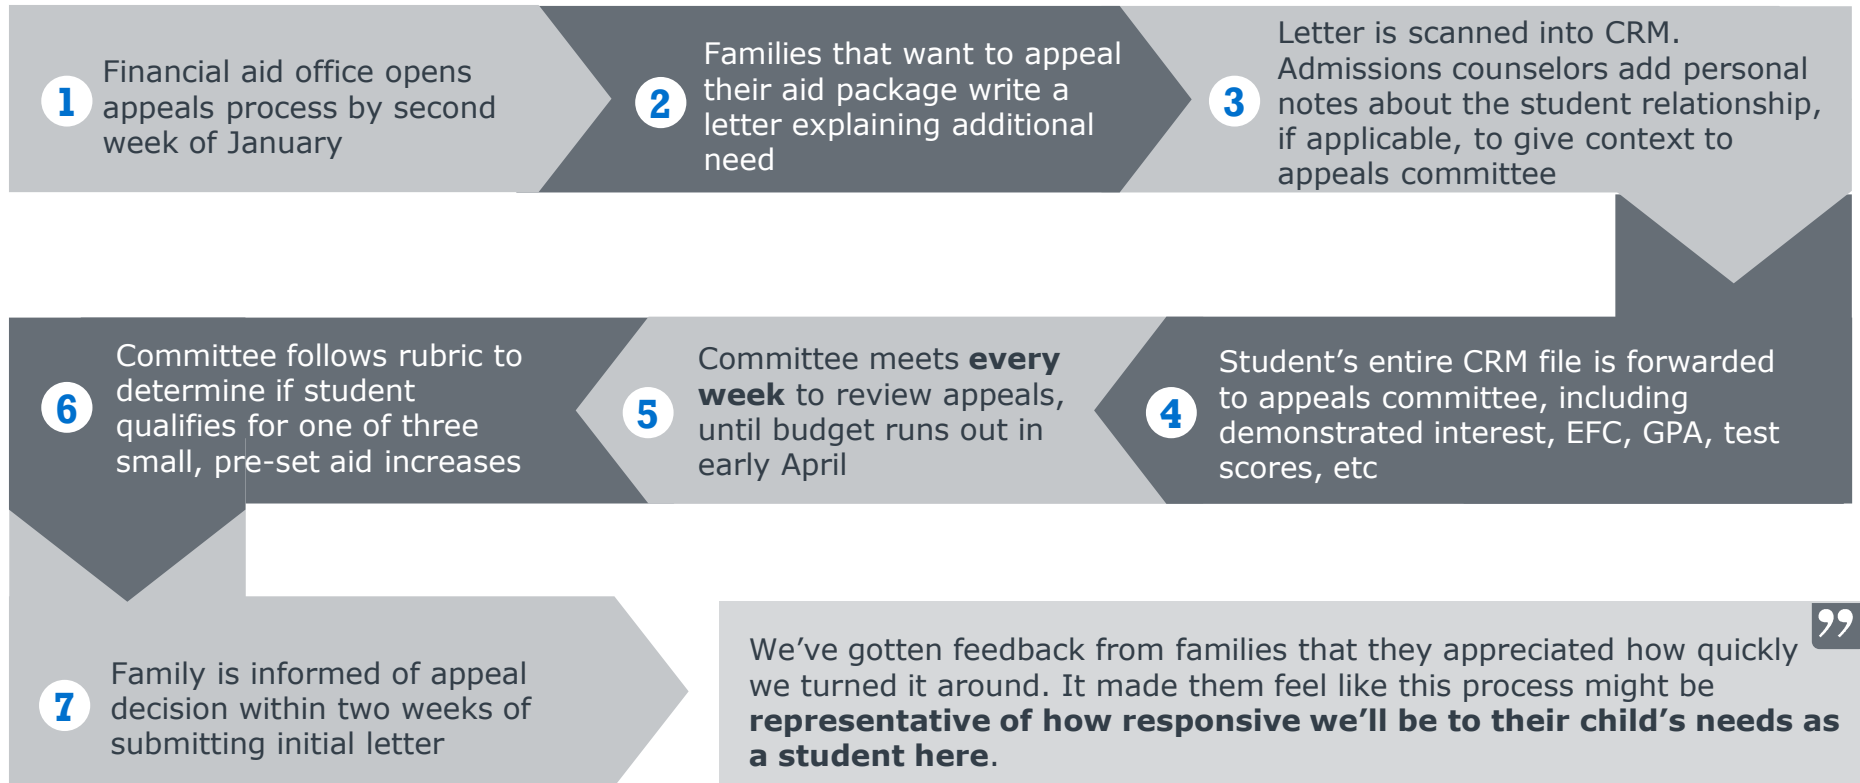 1
Financial aid office opens
appeals process by second
week of January
2
Families that want to appeal
their aid package write a
letter explaining additional
need
3
Letter is scanned into CRM.
Admissions counselors add personal
notes about the student relationship,
if applicable, to give context to
appeals committee
4
Student’s entire CRM file is forwarded
to appeals committee, including
demonstrated interest, EFC, GPA, test
scores, etc
5
Committee meets every
week to review appeals,
until budget runs out in
early April
6
Committee follows rubric to
determine if student
qualifies for one of three
small, pre-set aid increases
7
Family is informed of appeal
decision within two weeks of
submitting initial letter
”
We’ve gotten feedback from families that they appreciated how quickly
we turned it around. It made them feel like this process might be
representative of how responsive we’ll be to their child’s needs as
a student here.